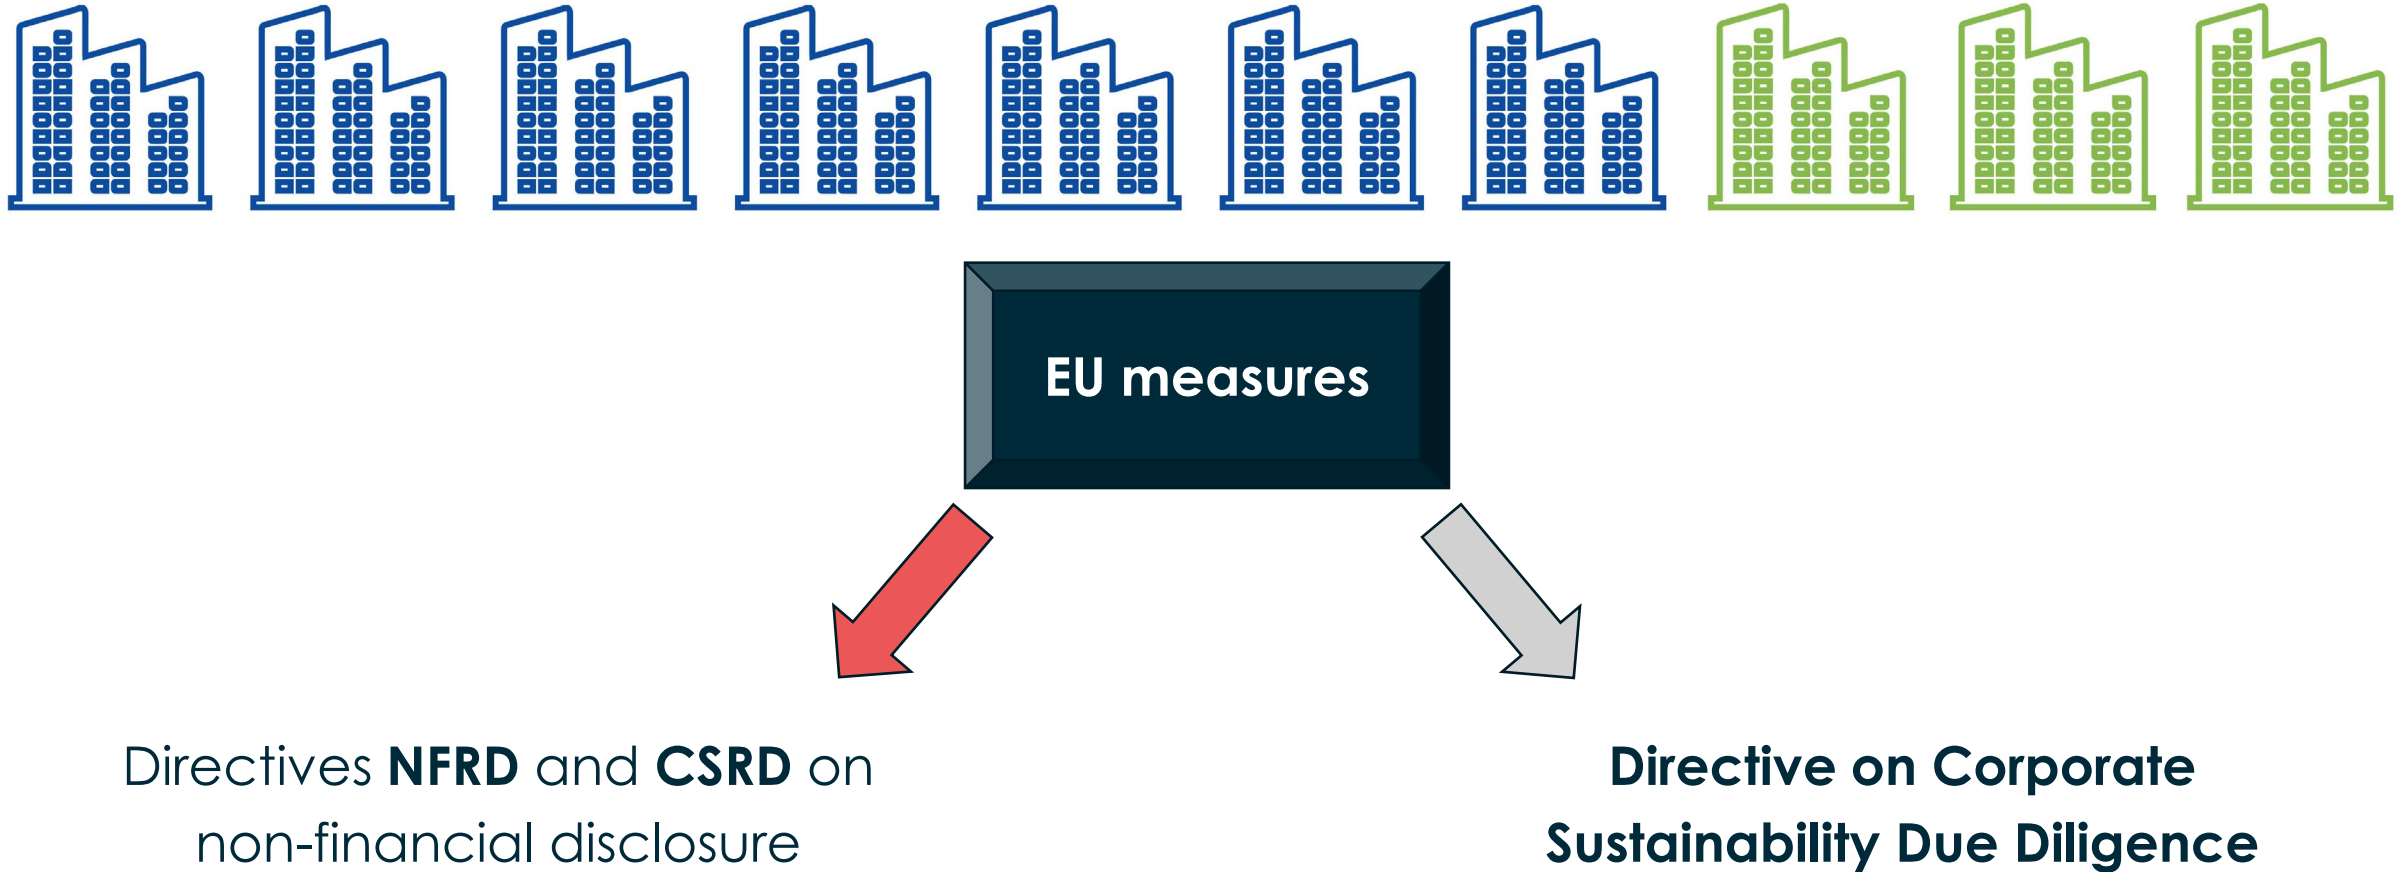 EU measures
Directives NFRD and CSRD on
non-financial disclosure
Directive on Corporate
Sustainability Due Diligence